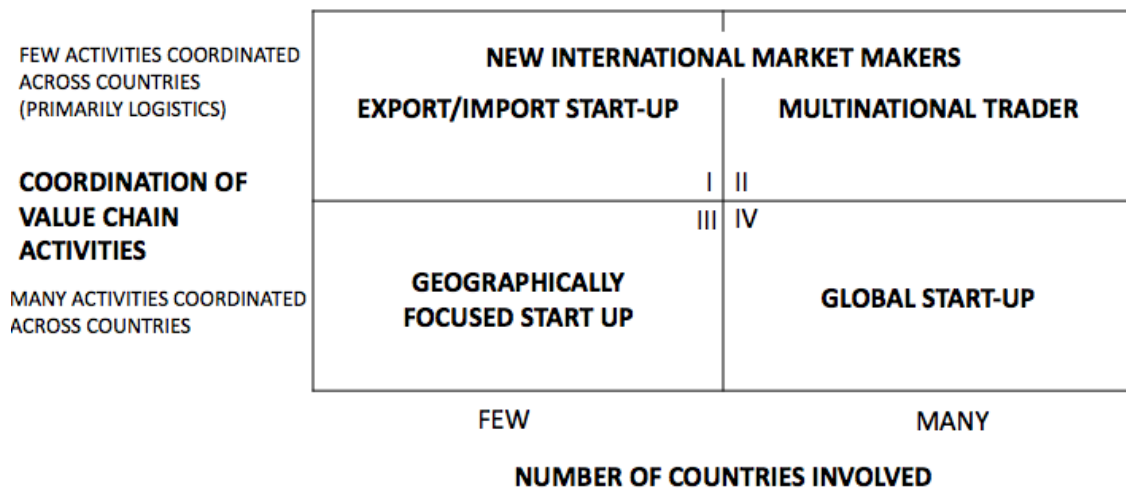 FEW ACTIVITIES COORDINATED
ACROSS COUNTRIES
(PRIMARILY LOGISTICS)
NEW INTERNATIONAL MARKET MAKERS
EXPORT/IMPORT START-UP
MULTINATIONAL TRADER
I
II
COORDINATION OF
VALUE CHAIN
ACTIVITIES
III
IV
MANY ACTIVITIES COORDINATED
ACROSS COUNTRIES
GEOGRAPHICALLY
FOCUSED START UP
GLOBAL START-UP
FEW
MANY
NUMBER OF COUNTRIES INVOLVED